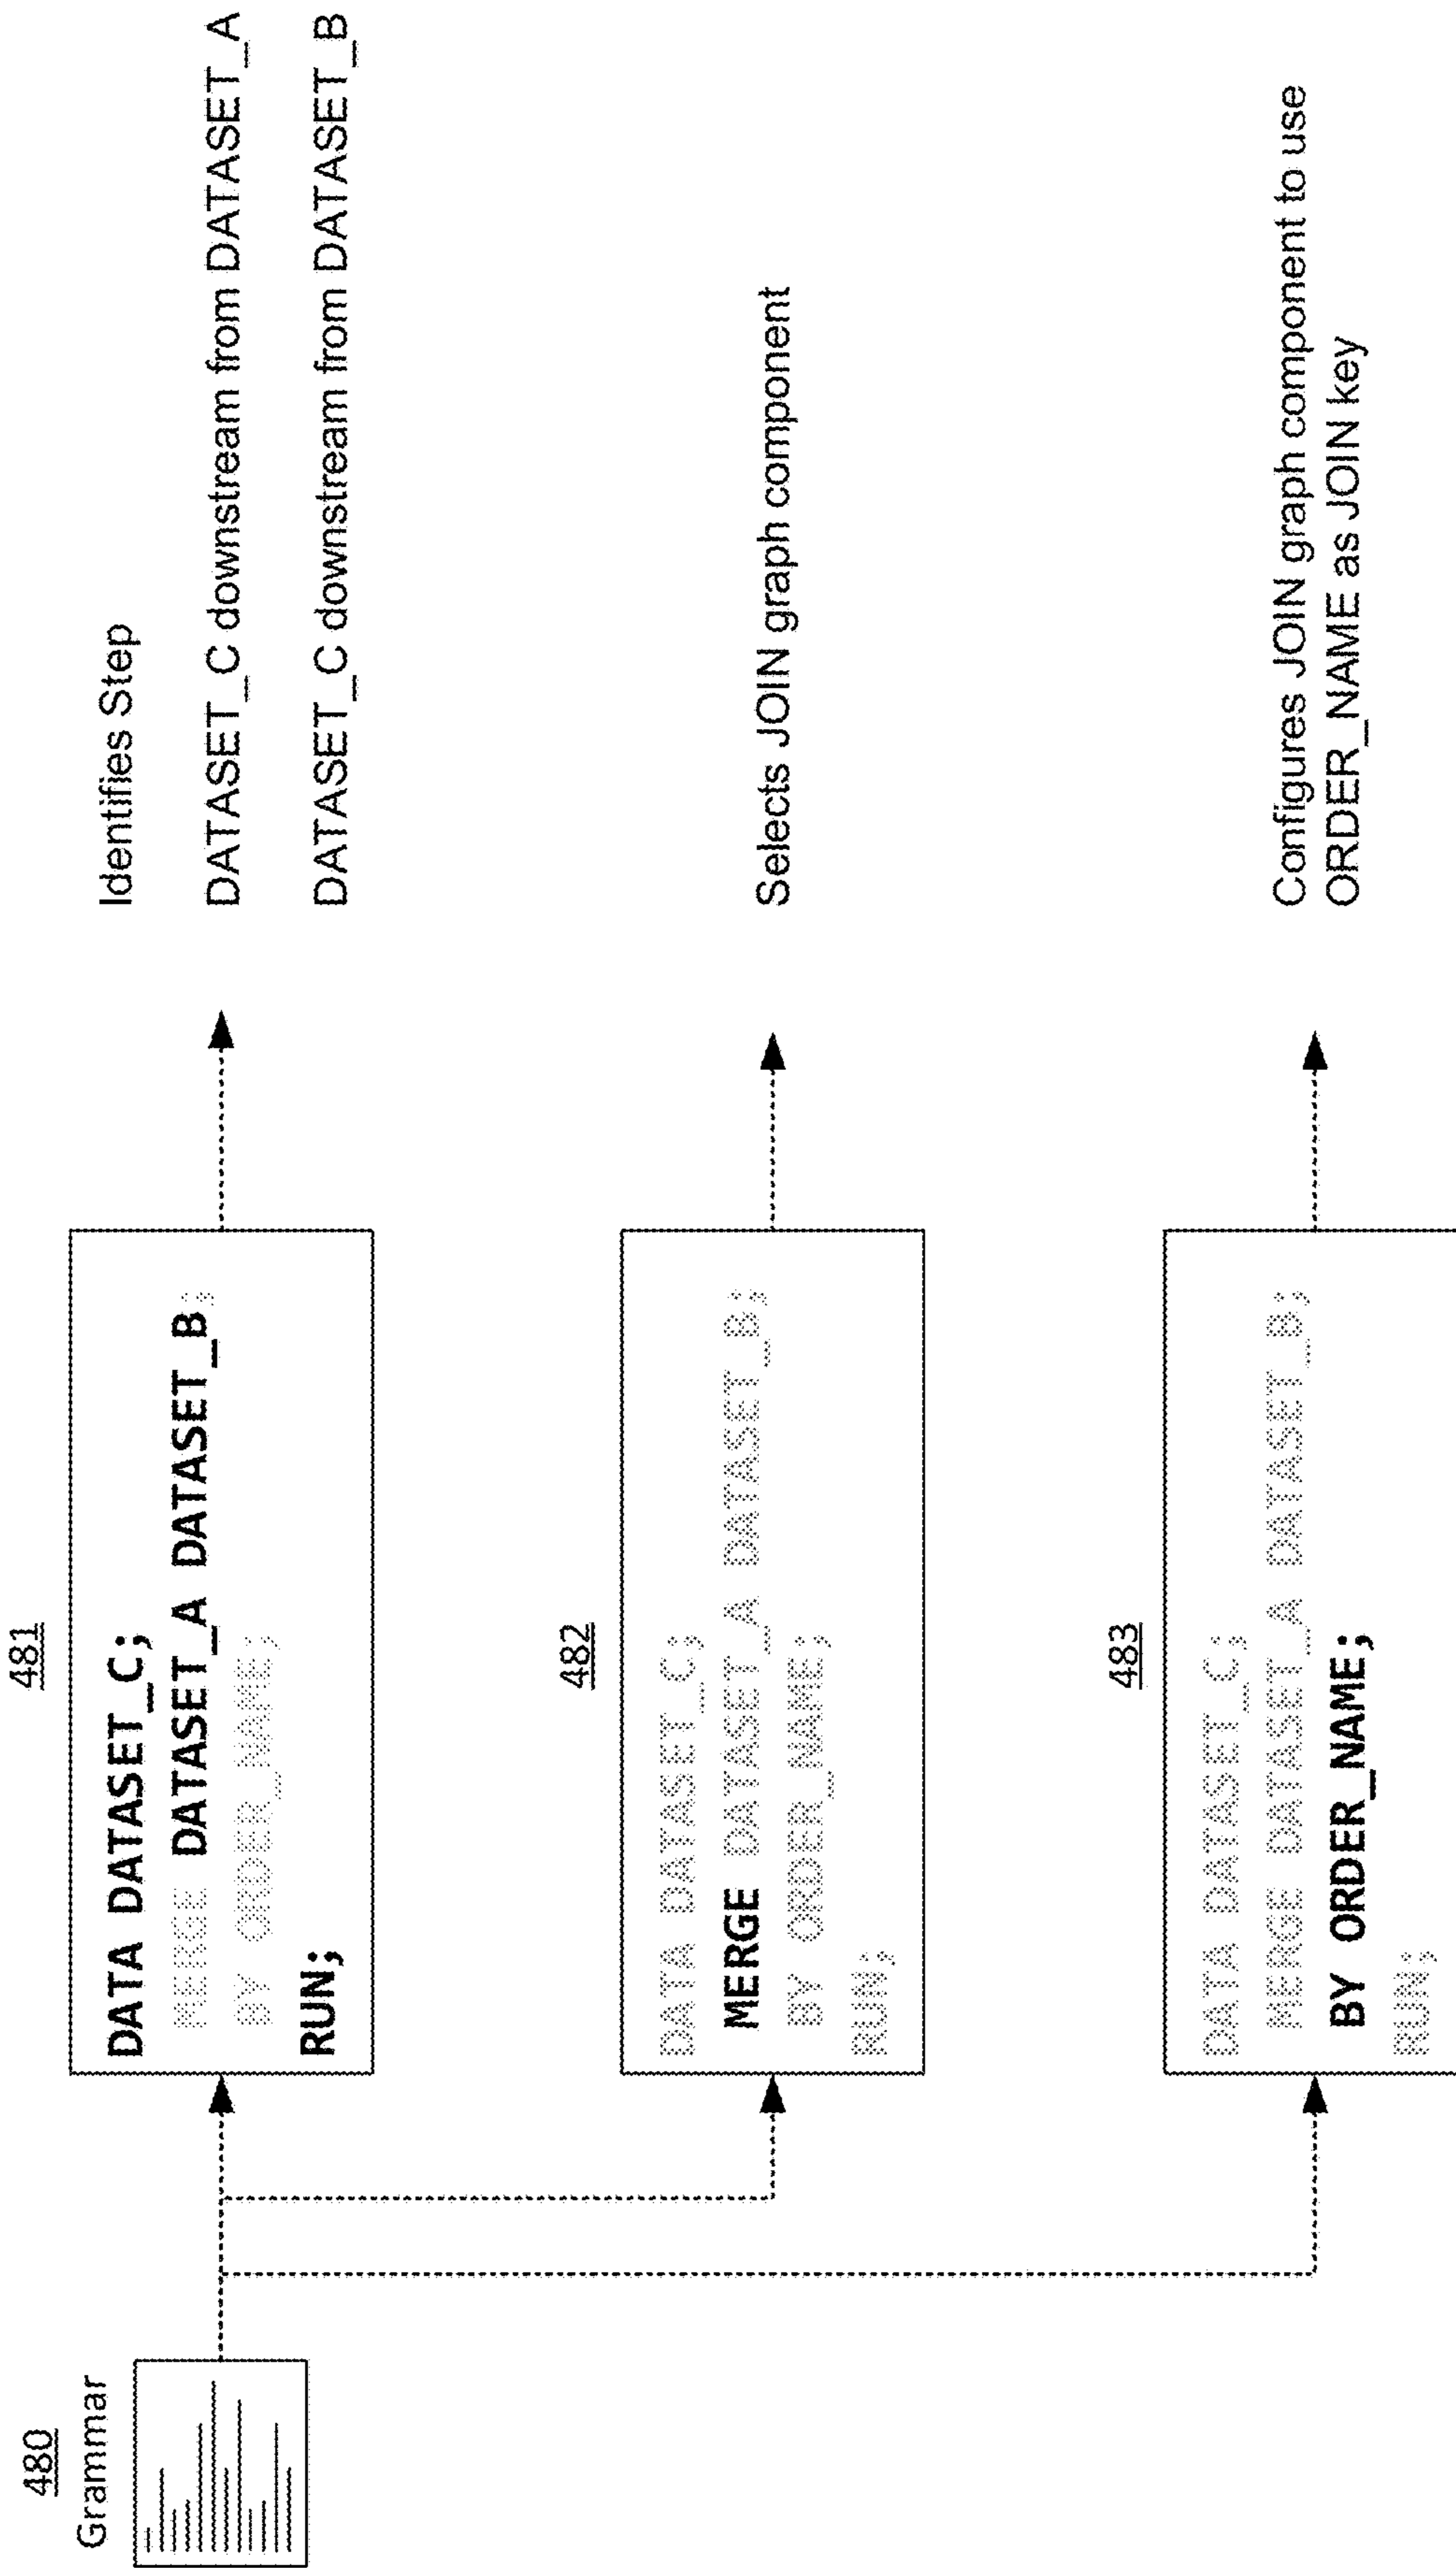 480
Grammar
481
DATA DATASET_C;
MERGE DATASET_A DATASET_B;
BY ORDER_NAME;
RUN;
Identifies Step
DATASET_C downstream from DATASET_A
DATASET_C downstream from DATASET_B
482
DATA DATASET_C;
MERGE DATASET_A DATASET_B;
BY ORDER_NAME;
RUN;
Selects JOIN graph component
483
DATA DATASET_C;
MERGE DATASET_A DATASET_B;
BY ORDER_NAME;
RUN;
Configures JOIN graph component to use
ORDER_NAME as JOIN key